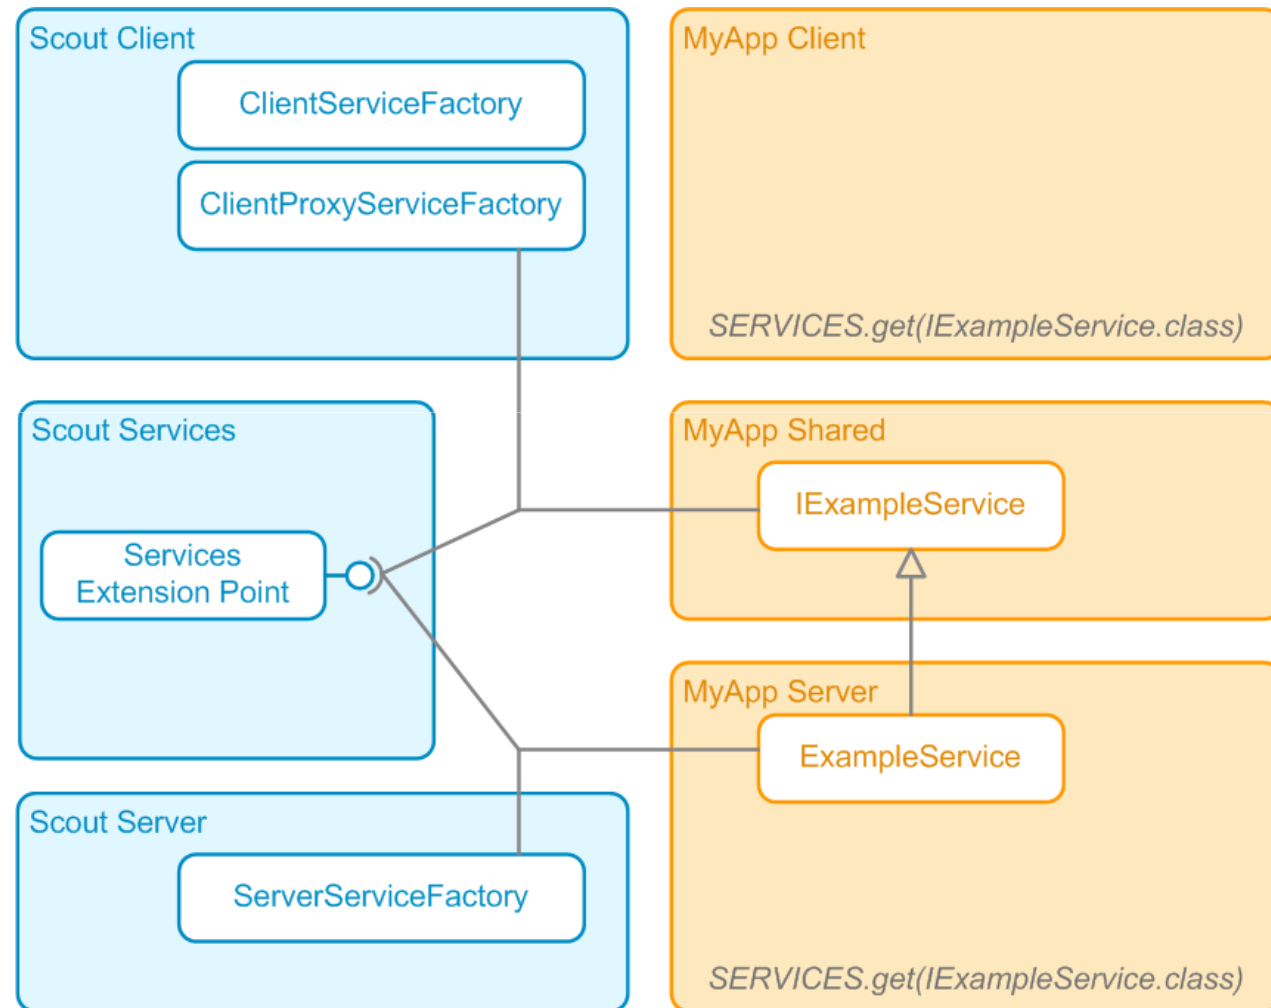 Scout Client
ClientServiceFactory
ClientProxyServiceFactory
MyApp Client
SERVICES.get(IExampleService.class)
Scout Services
Services
Extension Point
MyApp Shared
IExampleService
MyApp Server
ExampleService
SERVICES.get(IExampleService.class)
Scout Server
ServerServiceFactory